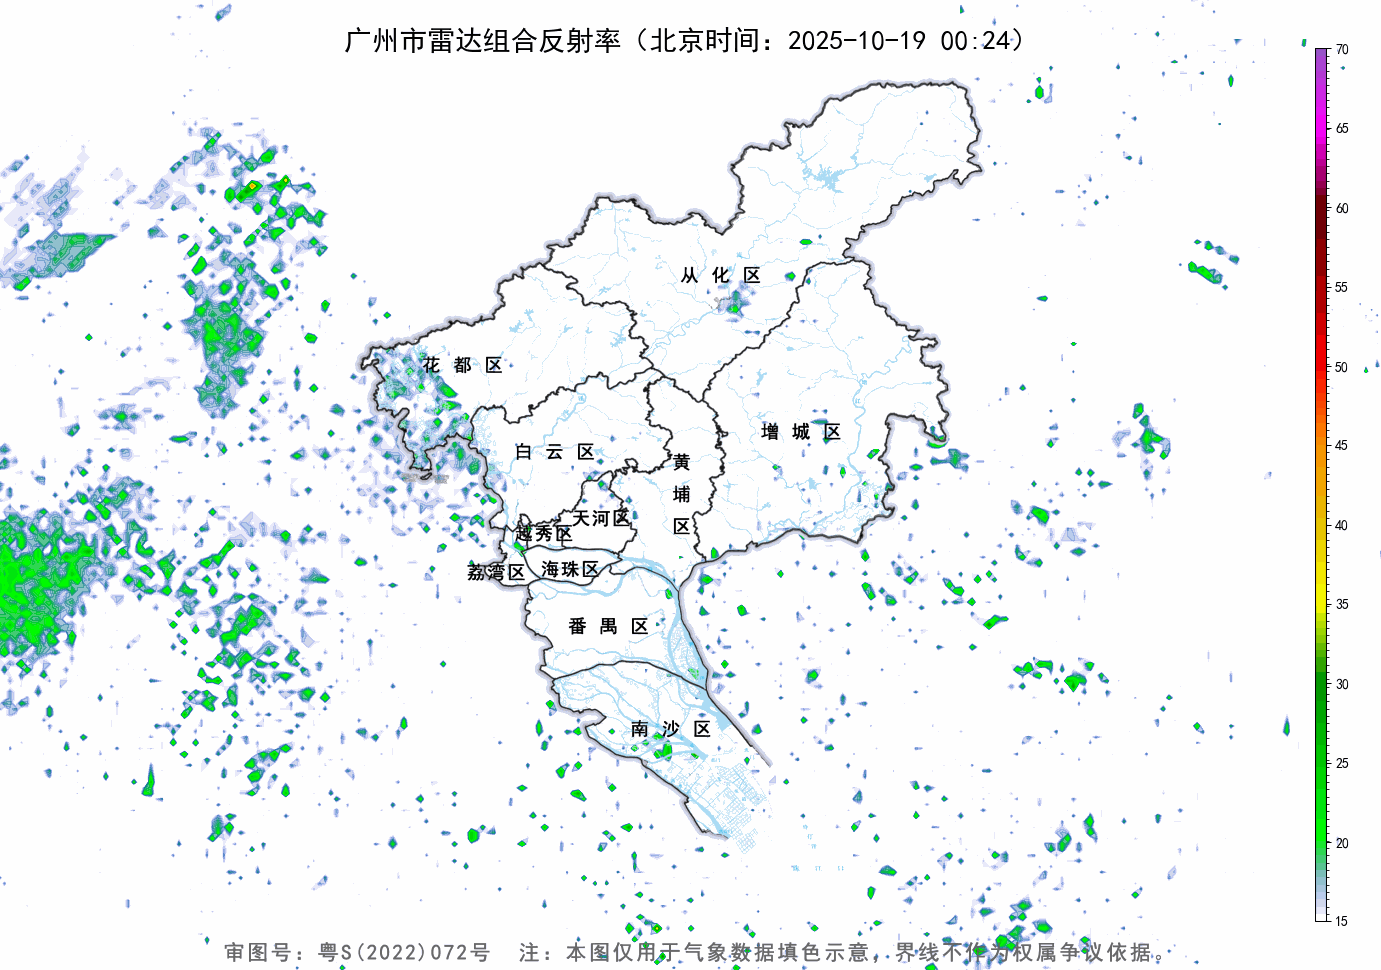 广州市雷达组合反射率（北京时间：2025-10-19 00:24）
70
65
60
55
50
45
40
35
30
25
20
15
从化区
花都区
增城区
白云区
黄埔区
天河区
越秀区
海珠区
荔湾区
番禺区
南沙区
审图号：粤S(2022)072号 注：本图仅用于气象数据填色示意，界线不作为权属争议依据。